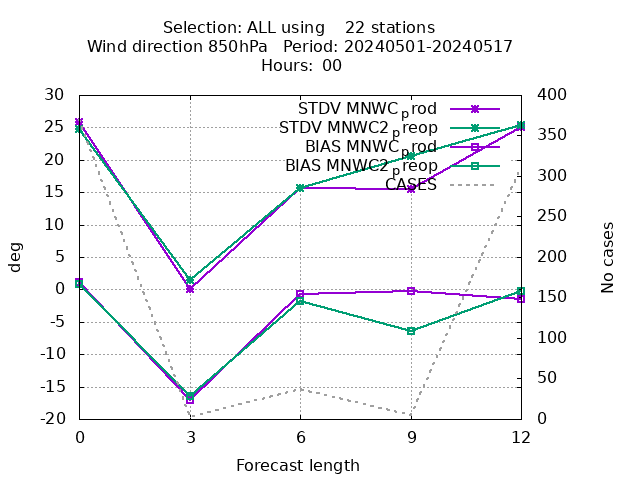 Selection: ALL using    22 stations
Wind direction 850hPa   Period: 20240501-20240517
Hours: 00
30 400
STDV MNWC_prod
25 350
STDV MNWC2_preop
BIAS MNWC_prod
20 300
BIAS MNWC2_preop
CASES
15 250
10
5 200
deg No cases
0 150
-5
-10 100
-15 50
-20 0
0 3 6 9 12
Forecast length